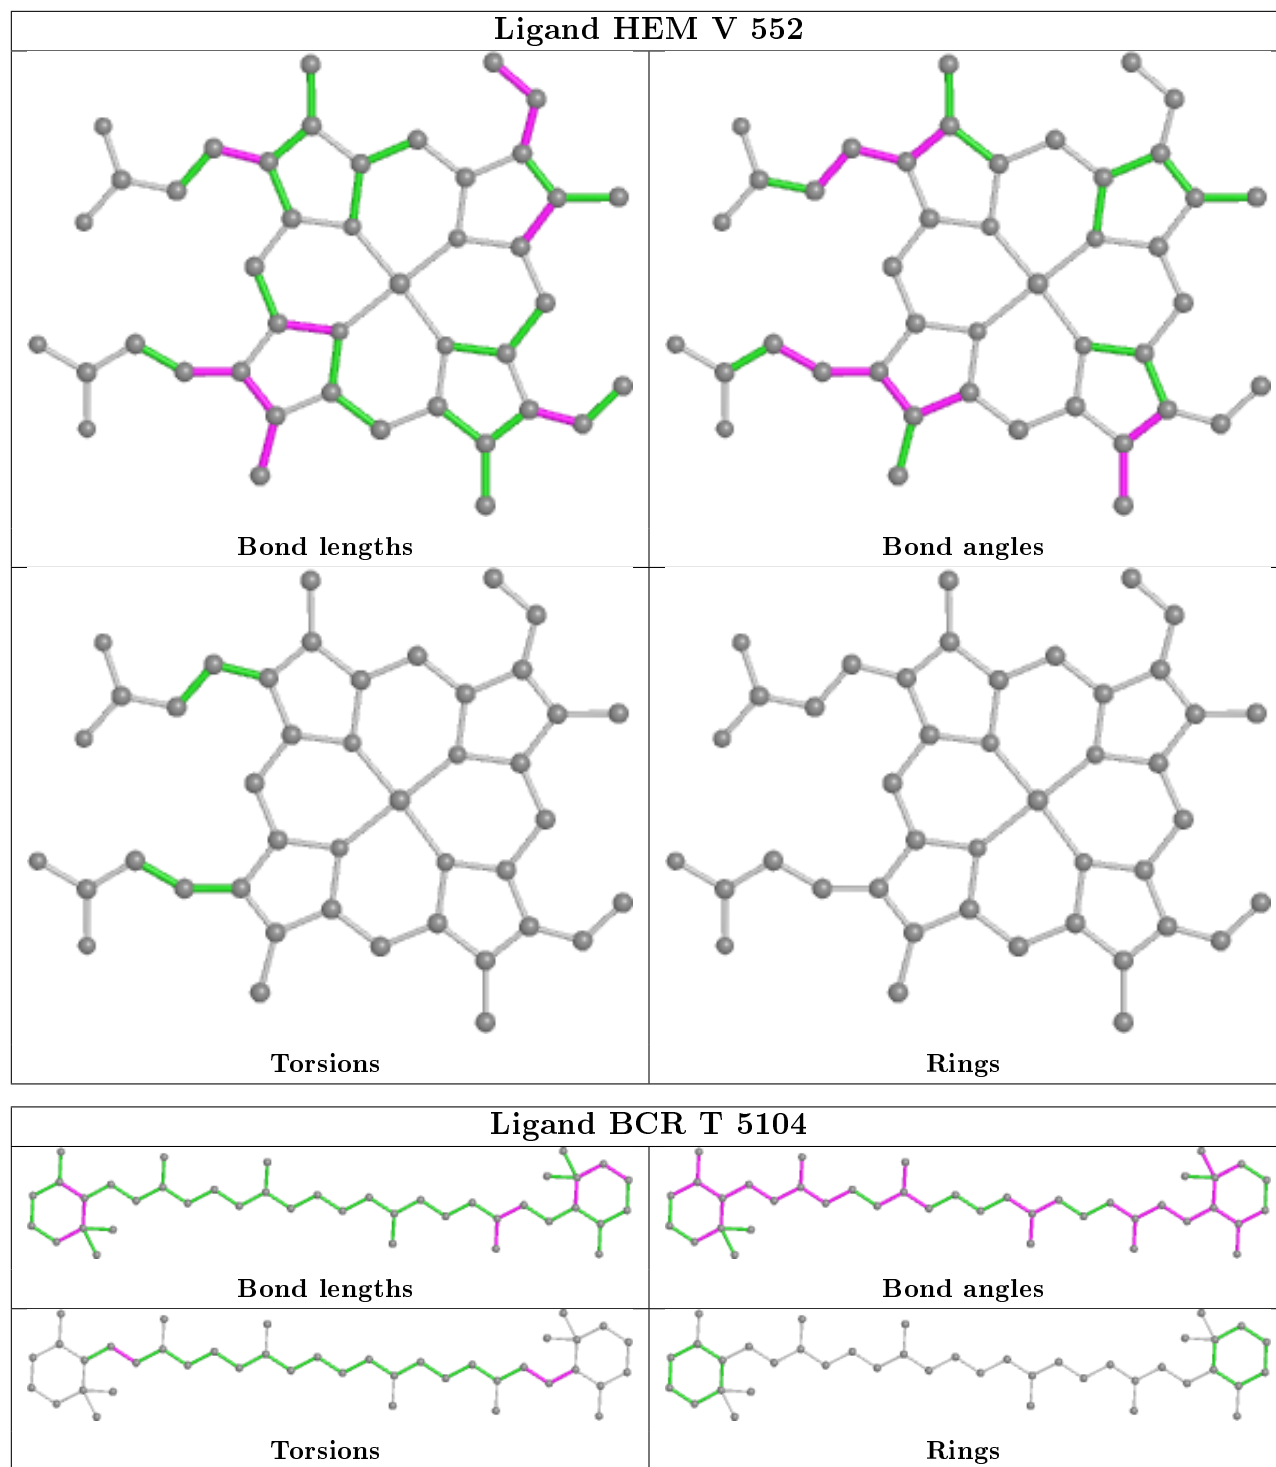 Ligand HEM V 552
Bond lengths
Bond angles
Torsions
Rings
Ligand BCR T 5104
Bond lengths
Bond angles
Torsions
Rings